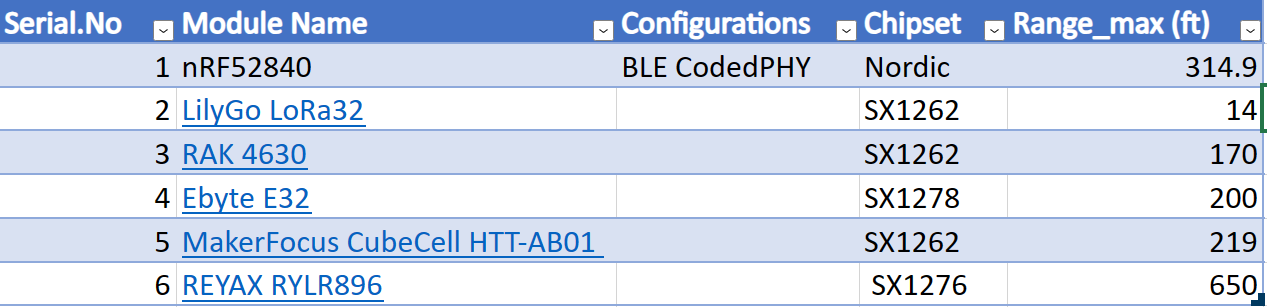 Serial.No Module Name Configurations Chipset Range_max (ft)
1 nRF52840 BLE CodedPHY Nordic 314.9
2 LilyGo LoRa32 SX1262 14
3 RAK 4630 SX1262 170
4 Ebyte E32 SX1278 200
5 MakerFocus CubeCell HTT-AB01 SX1262 219
6 REYAX RYLR896 SX1276 650